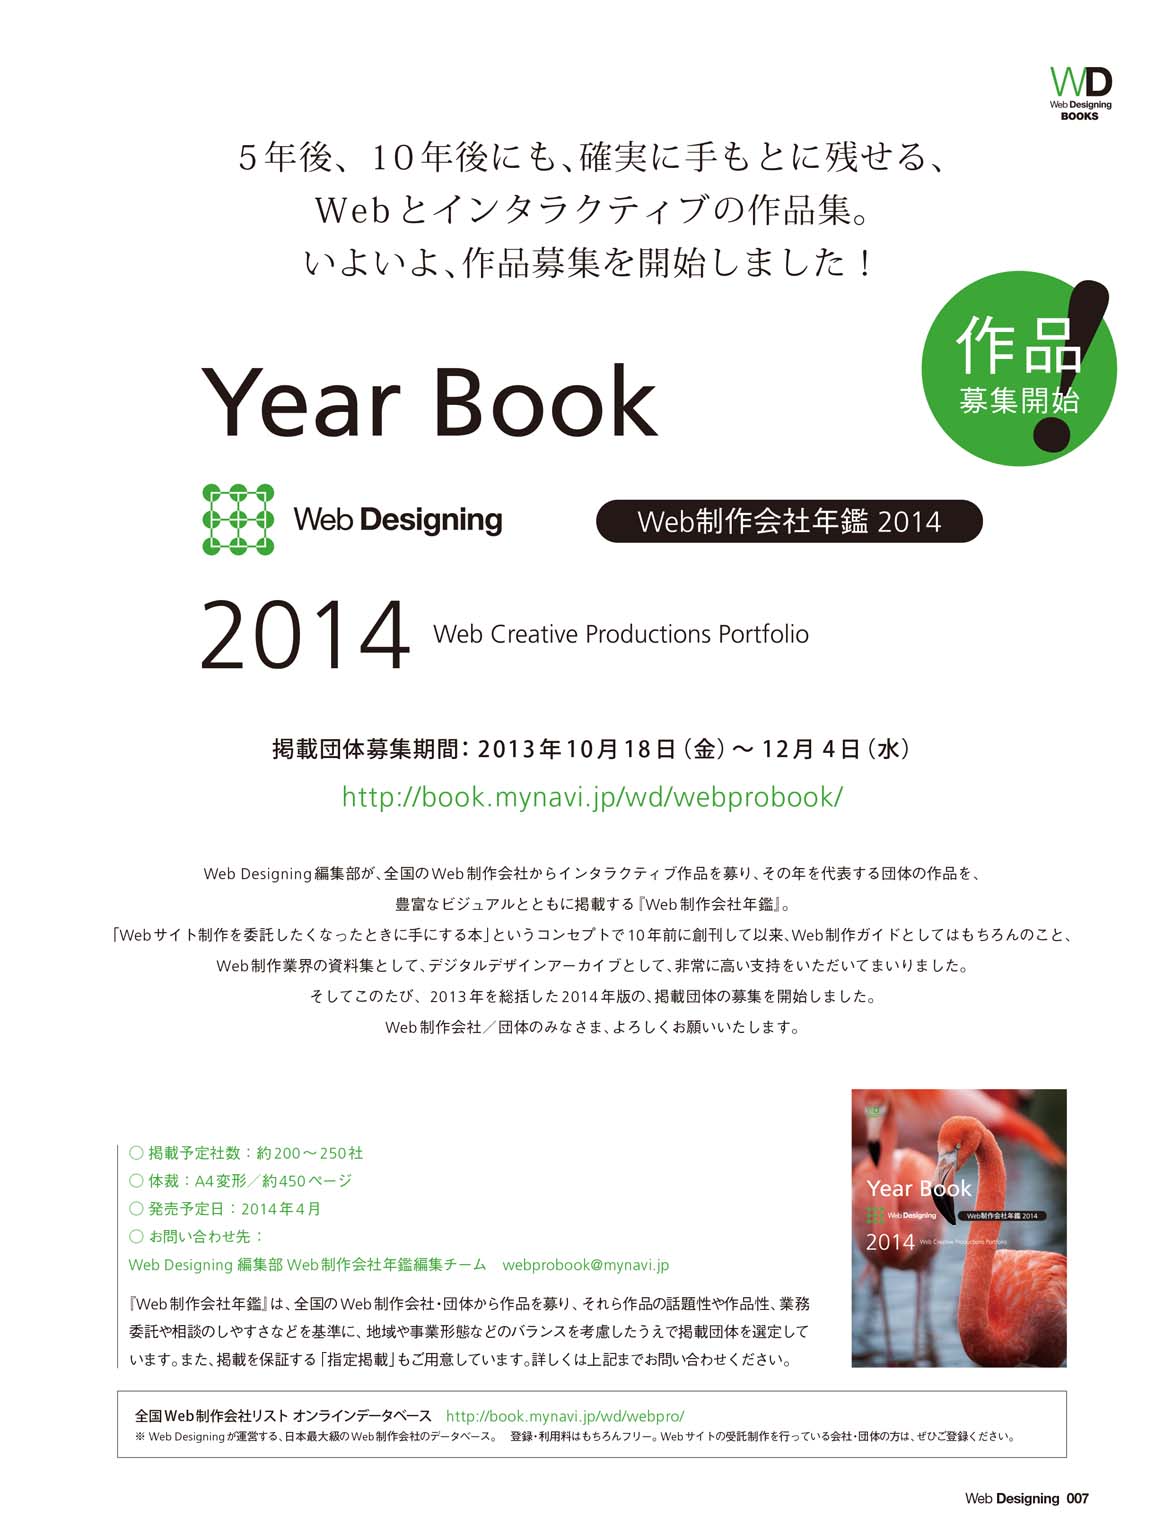 WD
Web Designing
BOOKS
5年後、10年後にも、確実に手もとに残せる、
Webとインタラクティブの作品集。
いよいよ、作品募集を開始しました！
作品
募集開始
!
Year Book
Web Designing
Web制作会社年鑑 2014
2014 Web Creative Productions Portfolio
掲載団体募集期間：2013年10月18日（金）〜12月4日（水）
http://book.mynavi.jp/wd/webprobook/
Web Designing編集部が、全国のWeb制作会社からインタラクティブ作品を募り、その年を代表する団体の作品を、
豊富なビジュアルとともに掲載する『Web制作会社年鑑』。
「Webサイト制作を委託したくなったときに手にする本」というコンセプトで10年前に創刊して以来、Web制作ガイドとしてはもちろんのこと、
Web制作業界の資料集として、デジタルデザインアーカイブとして、非常に高い支持をいただいてまいりました。
そしてこのたび、2013年を総括した2014年版の、掲載団体の募集を開始しました。
Web制作会社／団体のみなさま、よろしくお願いいたします。
○ 掲載予定社数：約200〜250社
○ 体裁：A4変形／約450ページ
○ 発売予定日：2014年4月
○ お問い合わせ先：
Web Designing 編集部 Web制作会社年鑑編集チーム　webprobook@mynavi.jp
『Web制作会社年鑑』は、全国のWeb制作会社・団体から作品を募り、それら作品の話題性や作品性、業務
委託や相談のしやすさなどを基準に、地域や事業形態などのバランスを考慮したうえで掲載団体を選定して
います。また、掲載を保証する「指定掲載」もご用意しています。詳しくは上記までお問い合わせください。
WD
Year Book
Web Designing
Web制作会社年鑑 2014
2014 Web Creative Productions Portfolio
全国Web制作会社リスト オンラインデータベース　http://book.mynavi.jp/wd/webpro/
※ Web Designingが運営する、日本最大級のWeb制作会社のデータベース。　登録・利用料はもちろんフリー。Webサイトの受託制作を行っている会社・団体の方は、ぜひご登録ください。
Web Designing 007